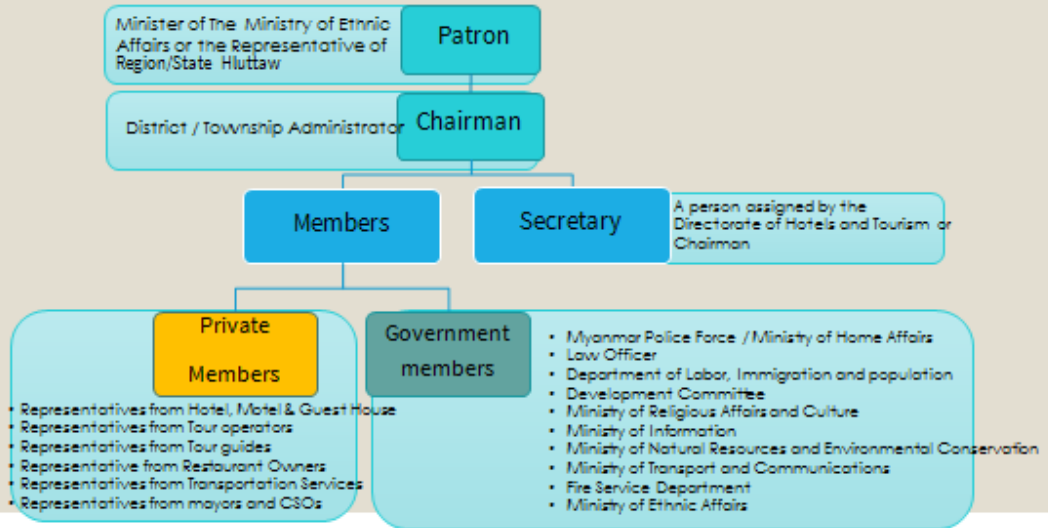 Minister of The Ministry of Ethnic
Affairs or the Representative of
Region/State Hluttaw
Patron
District / Township Administrator
Chairman
Members
Secretary
A person assigned by the
Directorate of Hotels and Tourism or
Chairman
Private
Members
• Representatives from Hotel, Motel & Guest House
• Representatives from Tour operators
• Representatives from Tour guides
• Representative from Restaurant Owners
• Representatives from Transportation Services
• Representatives from mayors and CSOs
Government
members
• Myanmar Police Force / Ministry of Home Affairs
• Law Officer
• Department of Labor, Immigration and population
• Development Committee
• Ministry of Religious Affairs and Culture
• Ministry of Information
• Ministry of Natural Resources and Environmental Conservation
• Ministry of Transport and Communications
• Fire Service Department
• Ministry of Ethnic Affairs